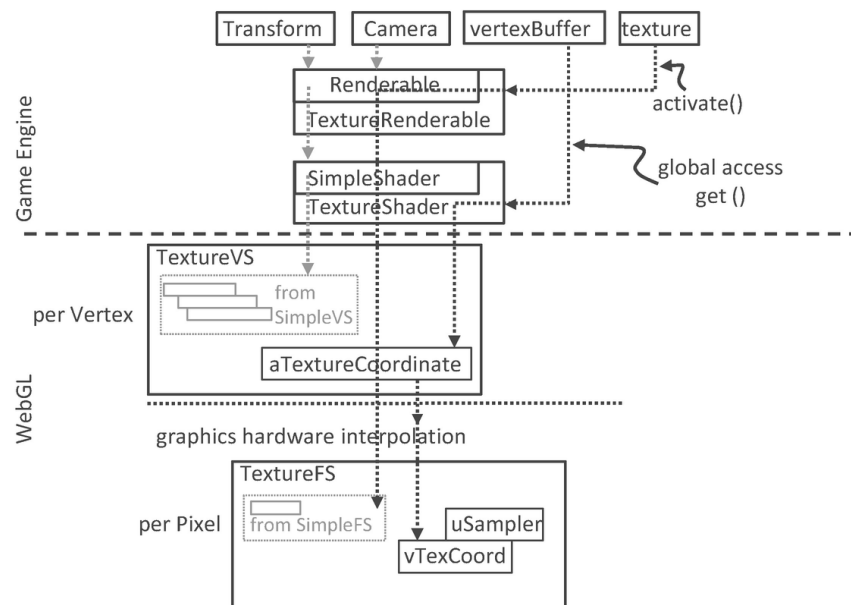 Transform
Camera
vertexBuffer
texture
Renderable
TextureRenderable
activate()
SimpleShader
TextureShader
global access
get ()
Game Engine
TextureVS
from
SimpleVS
per Vertex
aTextureCoordinate
WebGL
graphics hardware interpolation
TextureFS
from SimpleFS
per Pixel
uSampler
vTexCoord